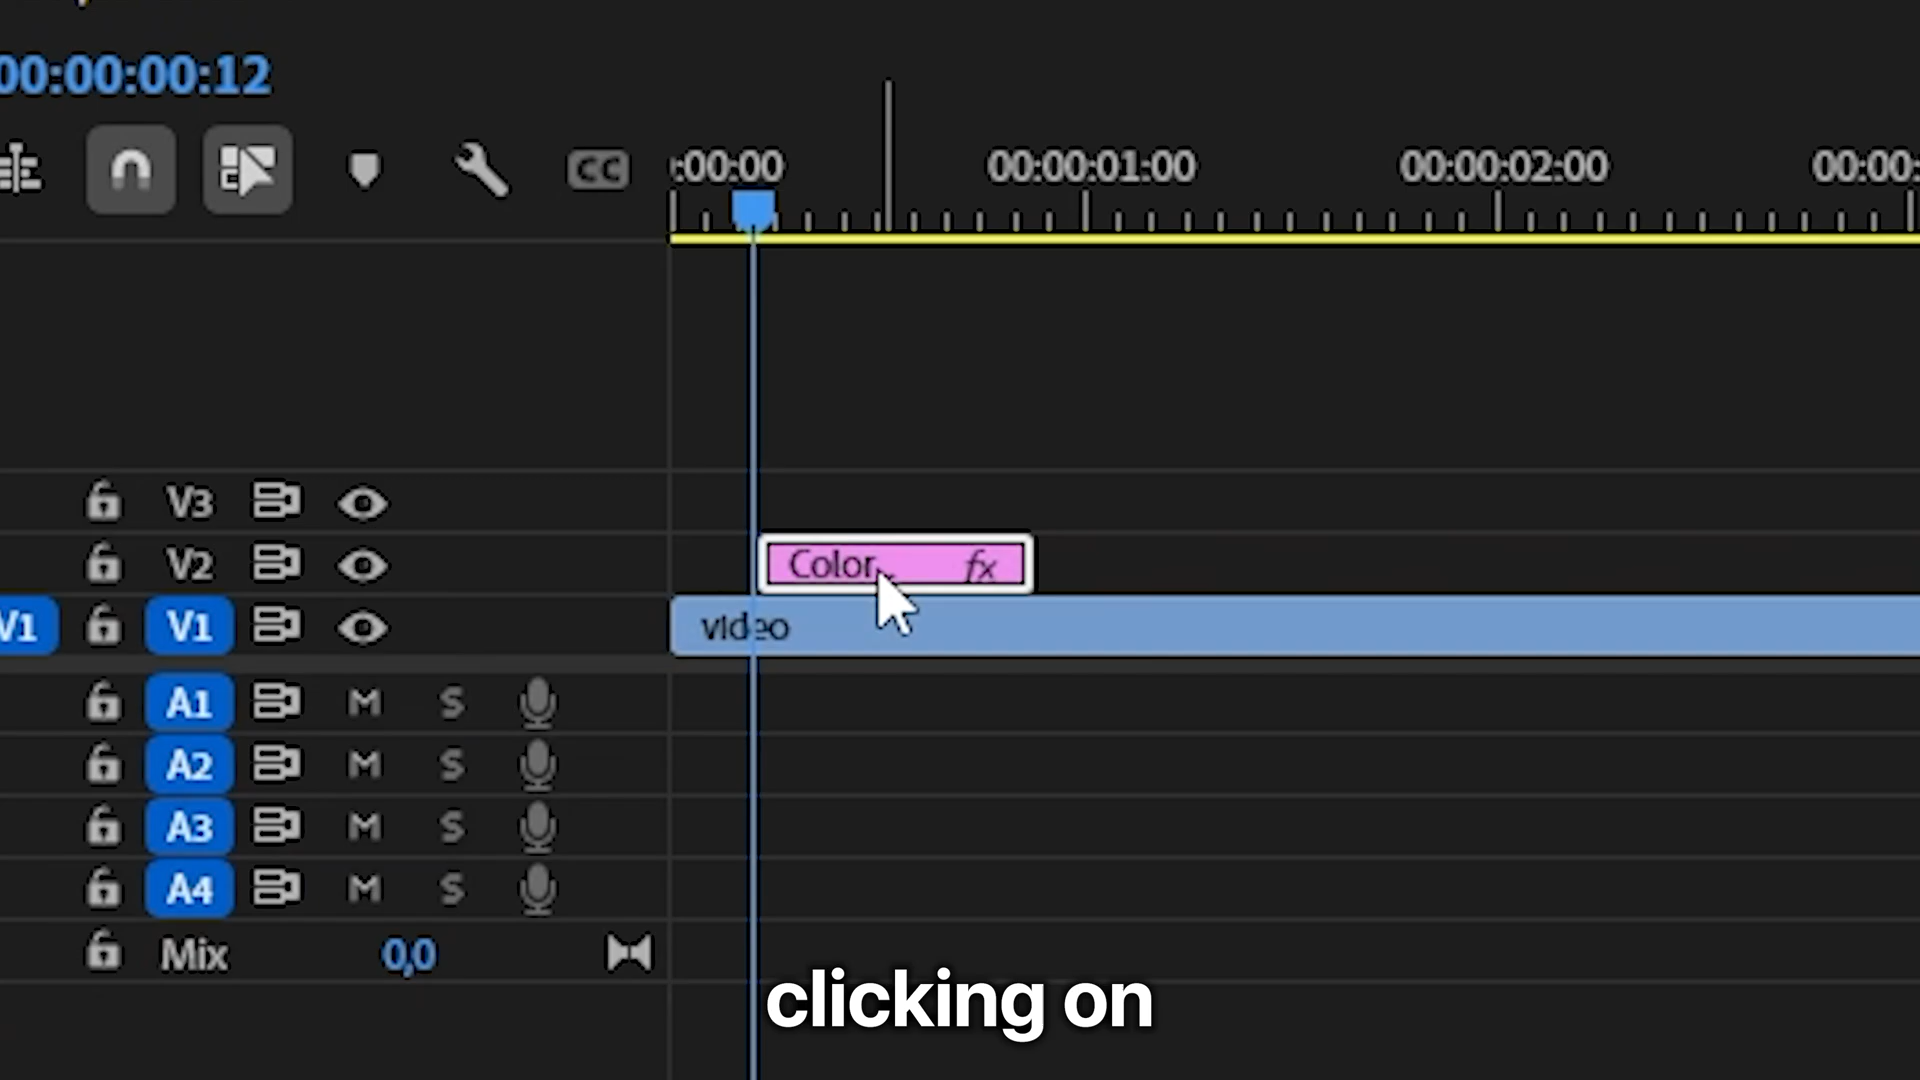 00:00:00:12
CC
:00:00
00:00:01:00
00:00:02:00
00:00:
V3
V2
Color...
fx
V1
V1
video
A1 M S
A2 M S
A3 M S
A4 M S
Mix 0,0
clicking on